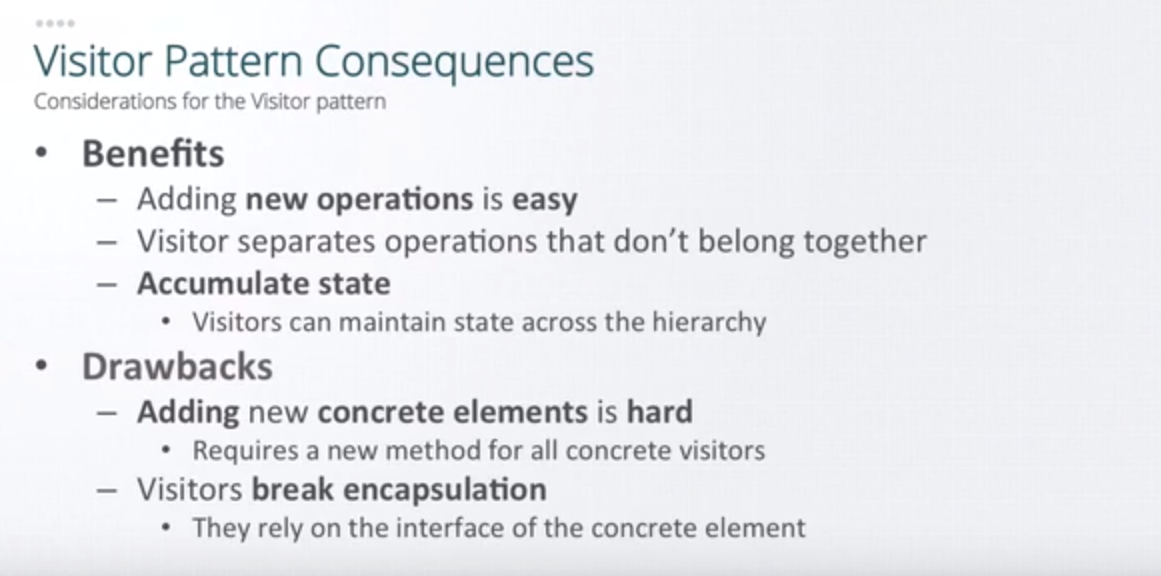 Visitor Pattern Consequences
Considerations for the Visitor pattern
• Benefits
– Adding new operations is easy
– Visitor separates operations that don't belong together
– Accumulate state
• Visitors can maintain state across the hierarchy
• Drawbacks
– Adding new concrete elements is hard
• Requires a new method for all concrete visitors
– Visitors break encapsulation
• They rely on the interface of the concrete element